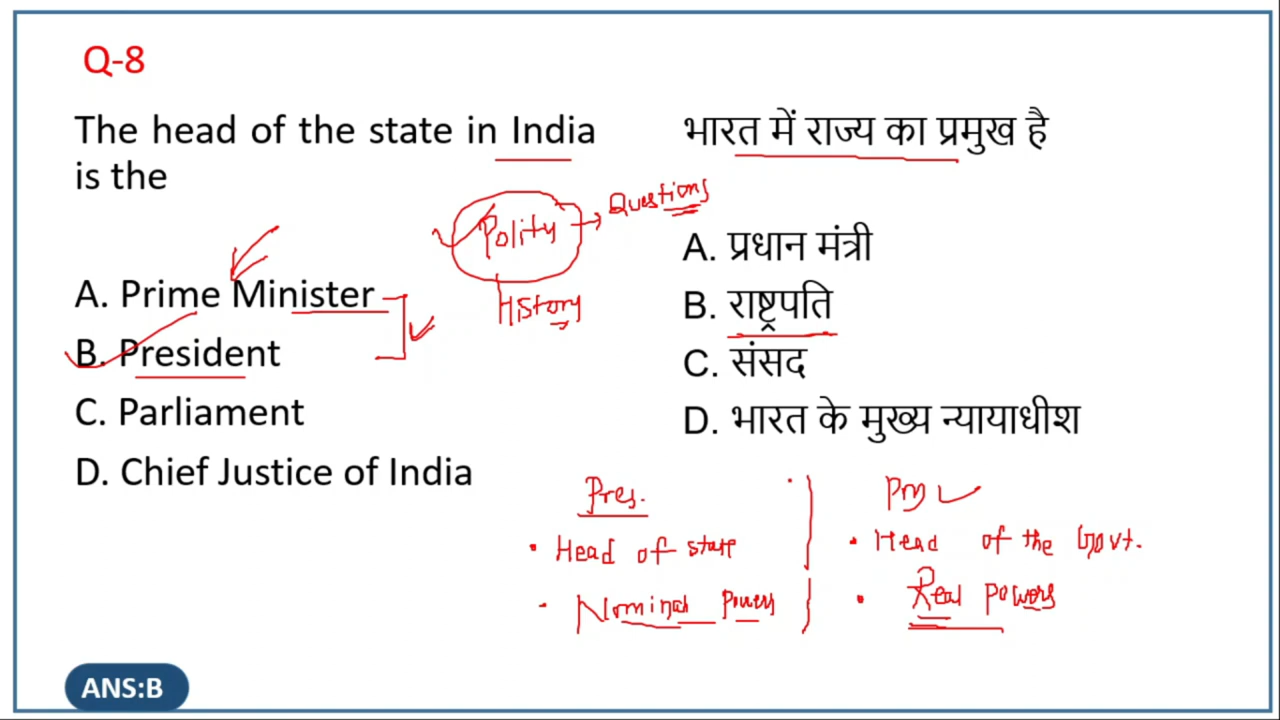 Q-8
The head of the state in India
is the
A. Prime Minister
B. President
C. Parliament
D. Chief Justice of India
भारत में राज्य का प्रमुख है
A. प्रधान मंत्री
B. राष्ट्रपति
C. संसद
D. भारत के मुख्य न्यायाधीश
Polity
Questions
History
Pres.
Head of state
Nominal Powers
PM
Head of the Govt.
Real Powers
ANS:B